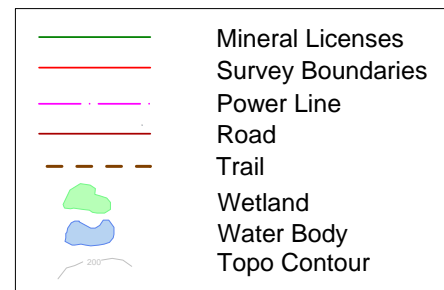 Mineral Licenses
Survey Boundaries
Power Line
Road
Trail
Wetland
Water Body
200
Topo Contour